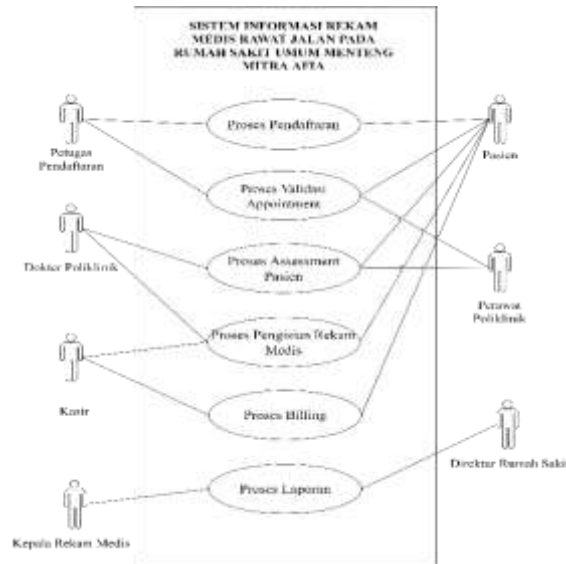 SISTEM INFORMASI REKAM
MEDIS RAWAT JALAN PADA
RUMAH SAKIT UMUM MENTENG
MITRA AFIA
Proses Pendaftaran
Petugas
Pendaftaran
Pasien
Proses Validasi
Appointment
Dokter Poliklinik
Proses Assessment
Pasien
Perawat
Poliklinik
Proses Pengisian Rekam
Medis
Kasir
Proses Billing
Direktur Rumah Sakit
Proses Laporan
Kepala Rekam Medis